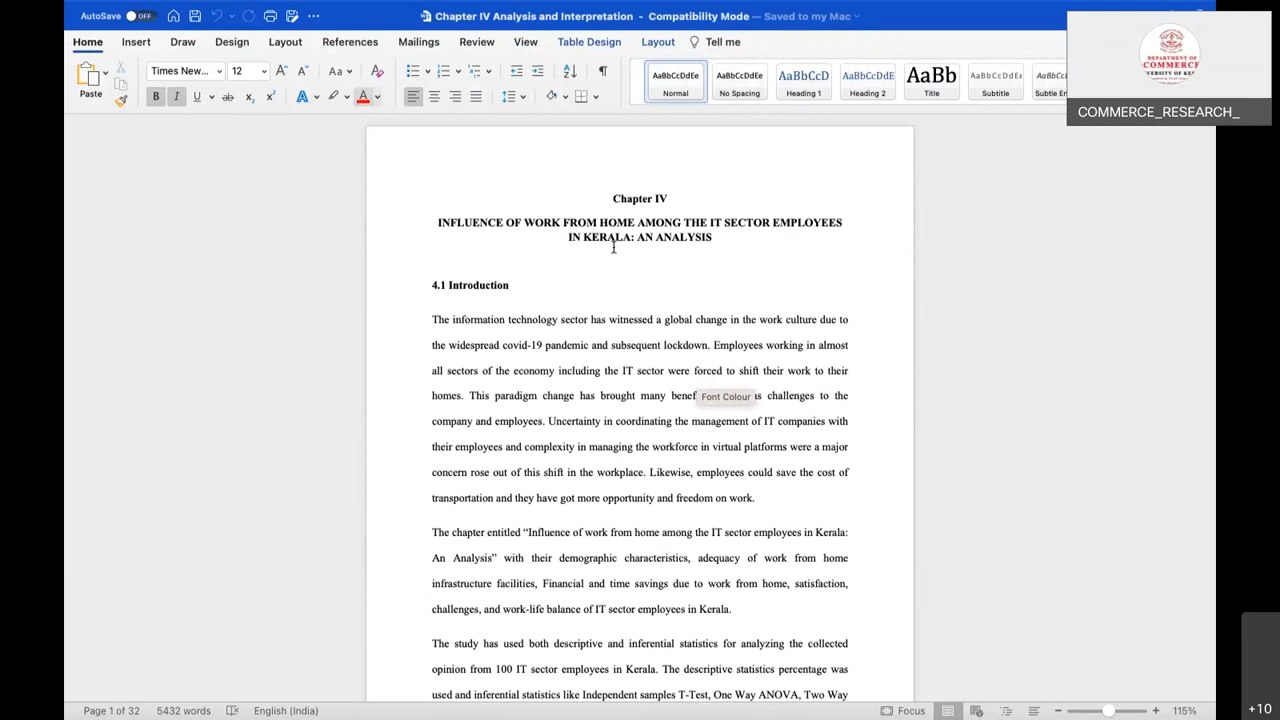 AutoSave OFF
Chapter IV Analysis and Interpretation - Compatibility Mode — Saved to my Mac
Home Insert Draw Design Layout References Mailings Review View Table Design Layout Tell me
Paste
Times New... 12
AaBbCcDdEe Normal
AaBbCcDdEe No Spacing
AaBbCcD Heading 1
AaBbCcDdE Heading 2
AaBb Title
AaBbCcDdEe Subtitle
AaBbCcDdEe Subtle Em
DEPARTMENT OF
COMMERCE
COMMERCE_RESEARCH_
Chapter IV
INFLUENCE OF WORK FROM HOME AMONG THE IT SECTOR EMPLOYEES
IN KERALA: AN ANALYSIS
4.1 Introduction
The information technology sector has witnessed a global change in the work culture due to
the widespread covid-19 pandemic and subsequent lockdown. Employees working in almost
all sectors of the economy including the IT sector were forced to shift their work to their
homes. This paradigm change has brought many benef Font Colour as challenges to the
company and employees. Uncertainty in coordinating the management of IT companies with
their employees and complexity in managing the workforce in virtual platforms were a major
concern rose out of this shift in the workplace. Likewise, employees could save the cost of
transportation and they have got more opportunity and freedom on work.
The chapter entitled “Influence of work from home among the IT sector employees in Kerala:
An Analysis” with their demographic characteristics, adequacy of work from home
infrastructure facilities, Financial and time savings due to work from home, satisfaction,
challenges, and work-life balance of IT sector employees in Kerala.
The study has used both descriptive and inferential statistics for analyzing the collected
opinion from 100 IT sector employees in Kerala. The descriptive statistics percentage was
used and inferential statistics like Independent samples T-Test, One Way ANOVA, Two Way
Page 1 of 32 5432 words English (India) Focus 115%
+10